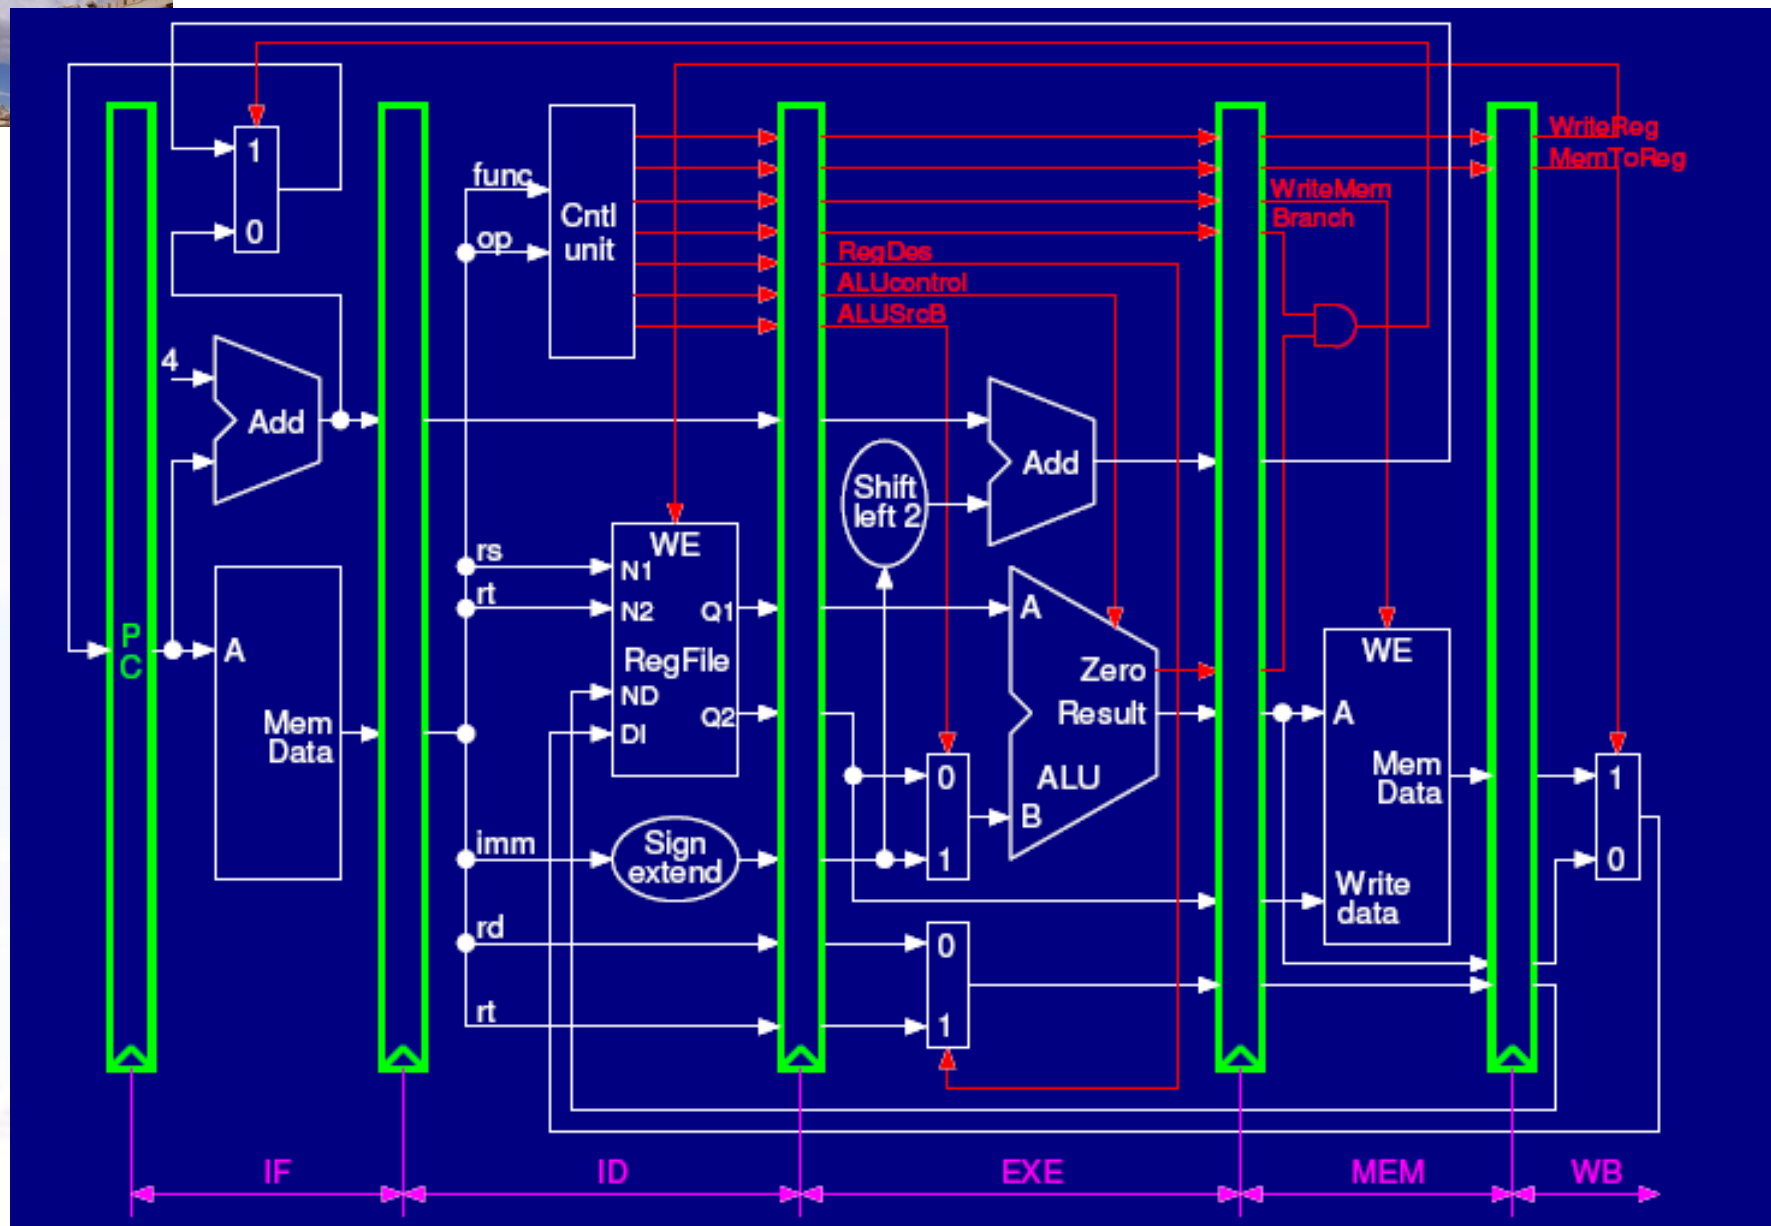 WriteReg
MemToReg
1
func
WriteMem
Cntl
unit
Branch
0
op
RegDes
ALUcontrol
ALUSrcB
4
Add
Add
Shift
left 2
WE
rs
N1
rt
N2
Q1
A
P
C
A
RegFile
WE
Zero
ND
Q2
Result
A
Mem
Data
DI
0
ALU
Mem
Data
1
B
imm
Sign
extend
1
0
Write
data
rd
0
rt
1
IF
ID
EXE
MEM
WB